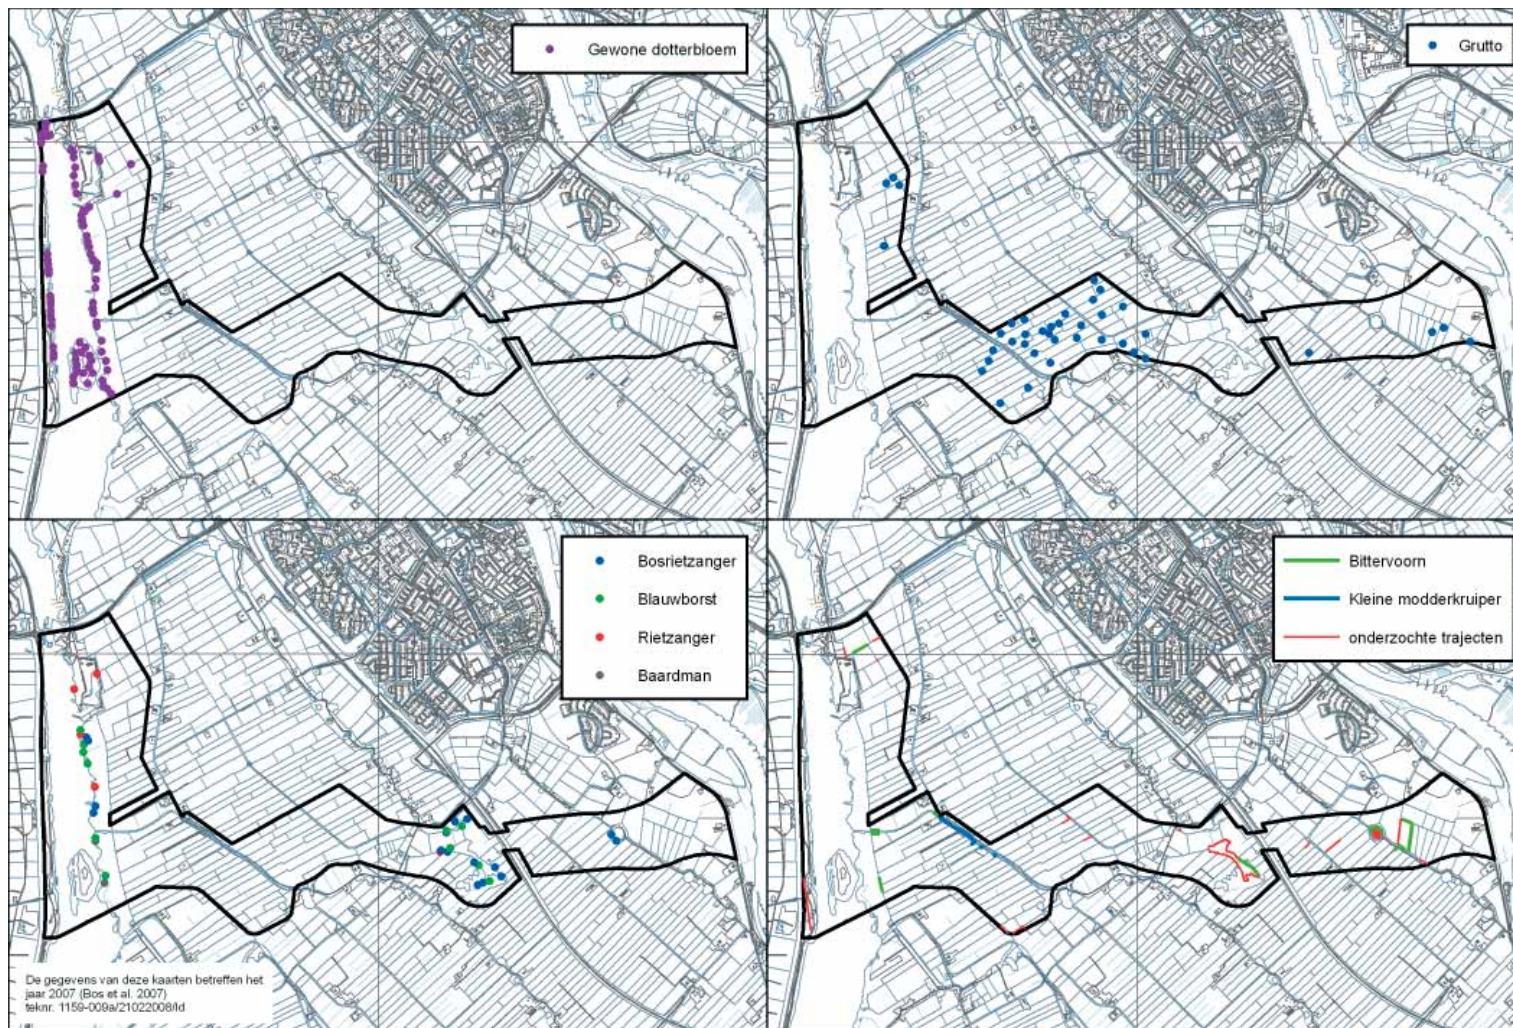 Gewone dotterbloem
Grutto
Bosrietzanger
Blauwborst
Rietzanger
Baardman
Bittervoorn
Kleine modderkruiper
onderzochte trajecten
De gegevens van deze kaarten betreffen het
jaar 2007 (Bos et al. 2007)
teknr. 1159-009a/21022008/ld